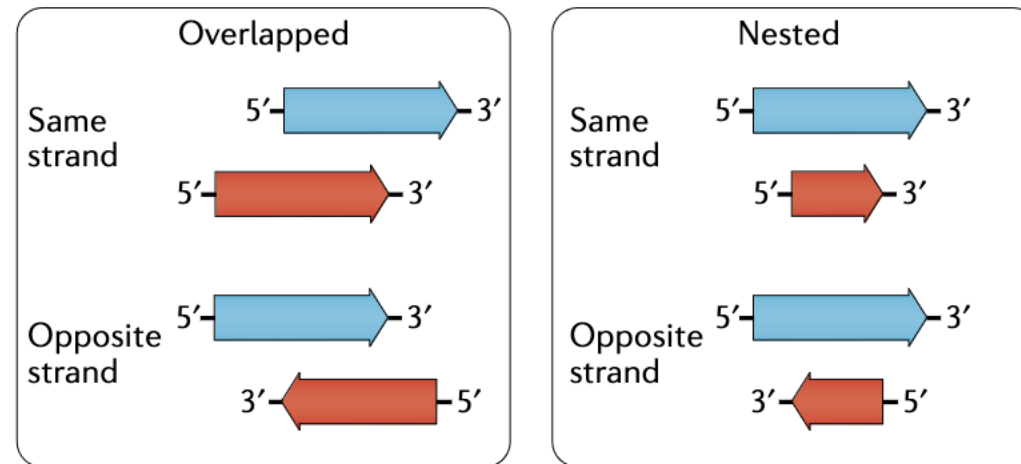 Overlapped
Same
strand
5′ 3′
5′ 3′
Opposite
strand
5′ 3′
3′ 5′
Nested
Same
strand
5′ 3′
5′ 3′
Opposite
strand
5′ 3′
3′ 5′